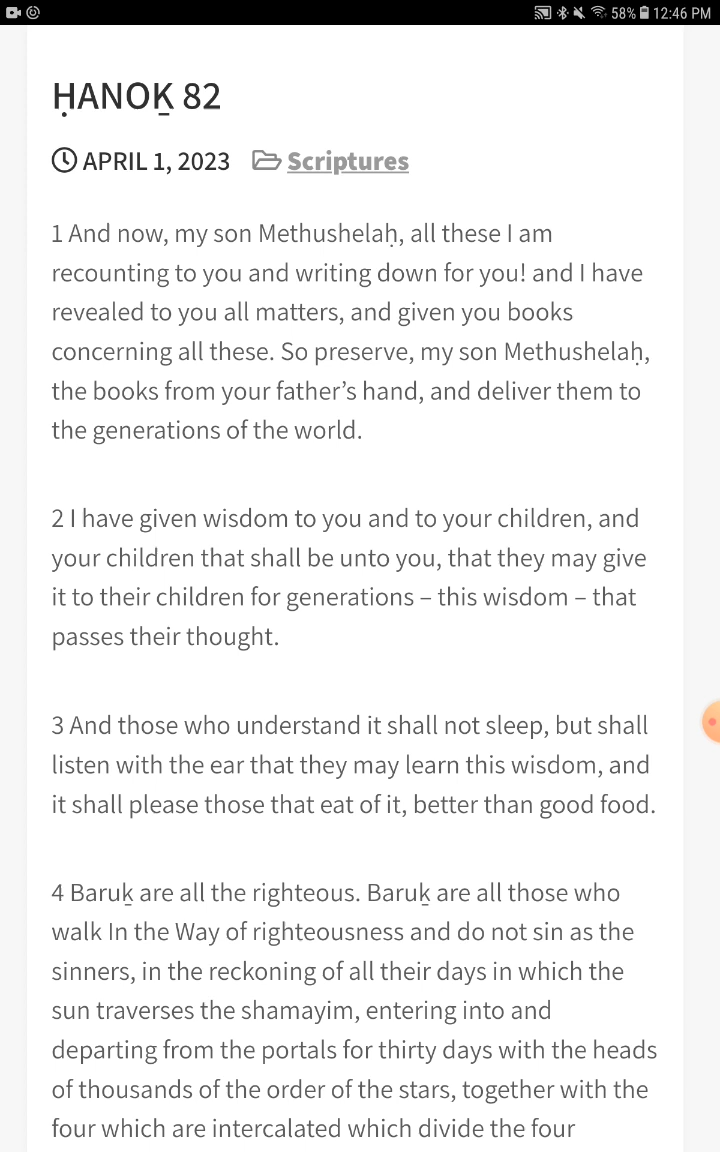 58% 12:46 PM
ḤANOḴ 82
APRIL 1, 2023 Scriptures
1 And now, my son Methushelaḥ, all these I am
recounting to you and writing down for you! and I have
revealed to you all matters, and given you books
concerning all these. So preserve, my son Methushelaḥ,
the books from your father’s hand, and deliver them to
the generations of the world.
2 I have given wisdom to you and to your children, and
your children that shall be unto you, that they may give
it to their children for generations – this wisdom – that
passes their thought.
3 And those who understand it shall not sleep, but shall
listen with the ear that they may learn this wisdom, and
it shall please those that eat of it, better than good food.
4 Baruḵ are all the righteous. Baruḵ are all those who
walk In the Way of righteousness and do not sin as the
sinners, in the reckoning of all their days in which the
sun traverses the shamayim, entering into and
departing from the portals for thirty days with the heads
of thousands of the order of the stars, together with the
four which are intercalated which divide the four